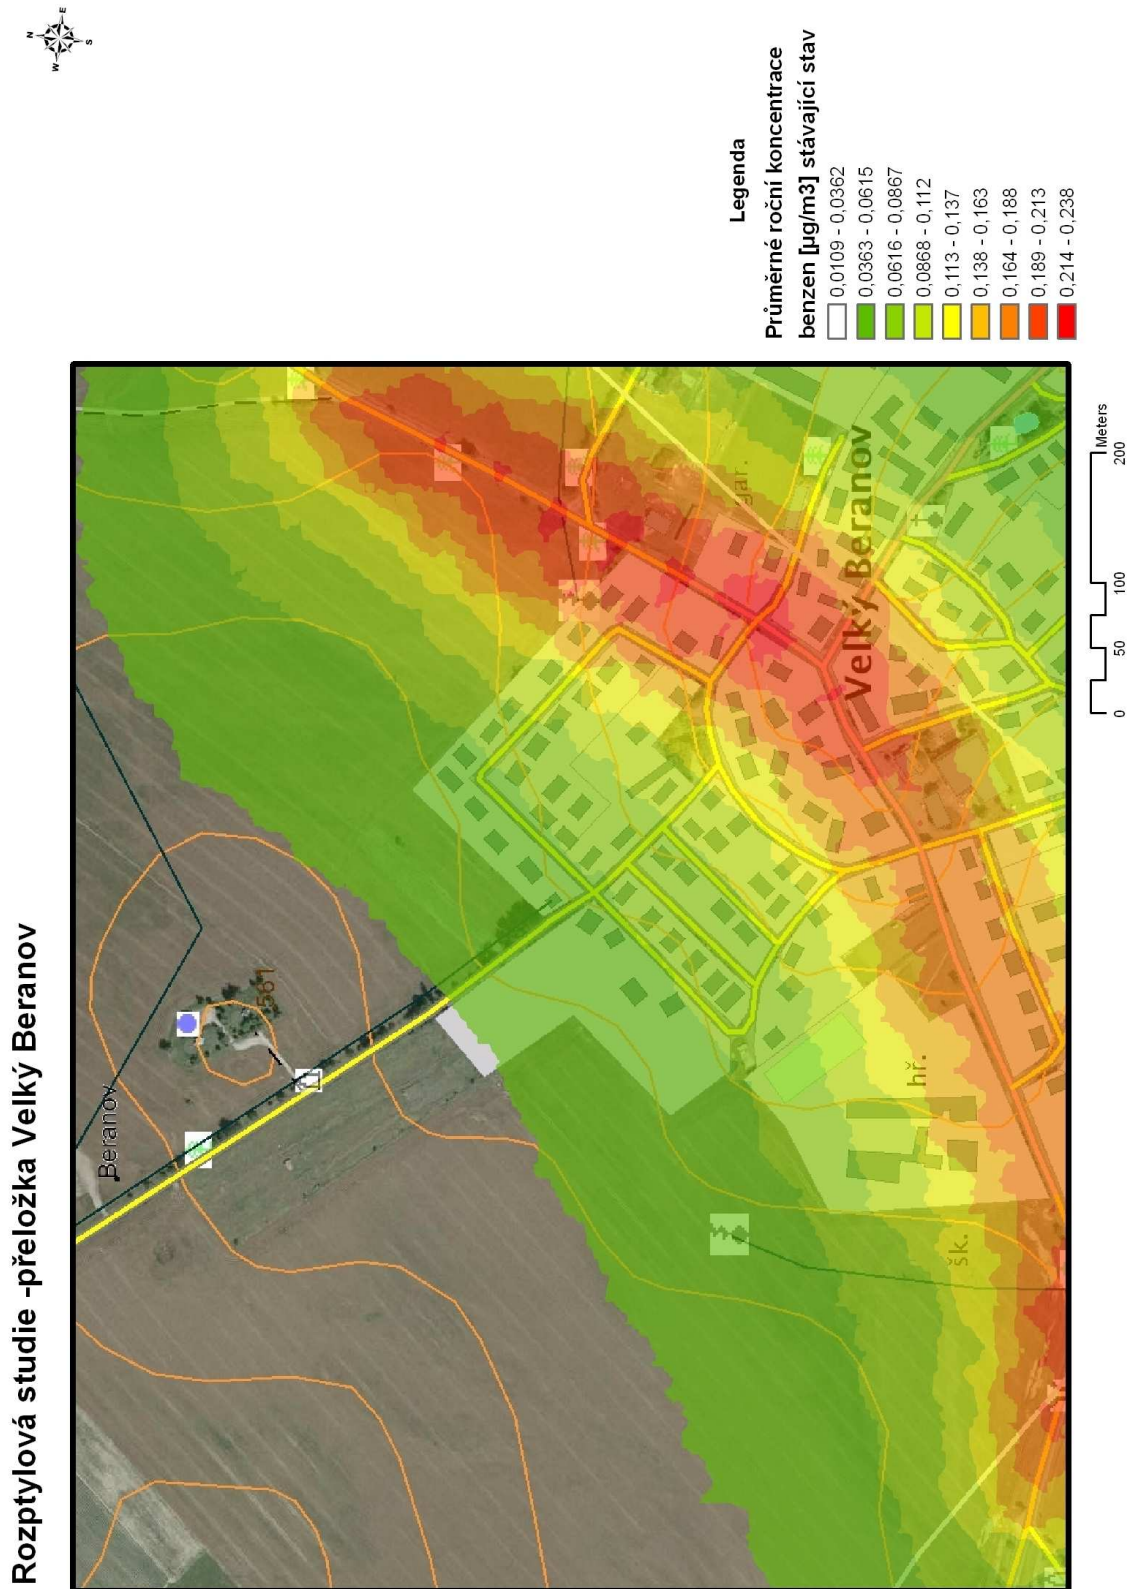 Rozptylová studie -přeložka Velký Beranov
N
E
S
W
Beranov
561
šk.
hř.
gar.
Velký Beranov
Legenda
Průměrné roční koncentrace
benzen [µg/m3] stávající stav
0,0109 - 0,0362
0,0363 - 0,0615
0,0616 - 0,0867
0,0868 - 0,112
0,113 - 0,137
0,138 - 0,163
0,164 - 0,188
0,189 - 0,213
0,214 - 0,238
0 50 100 200
Meters